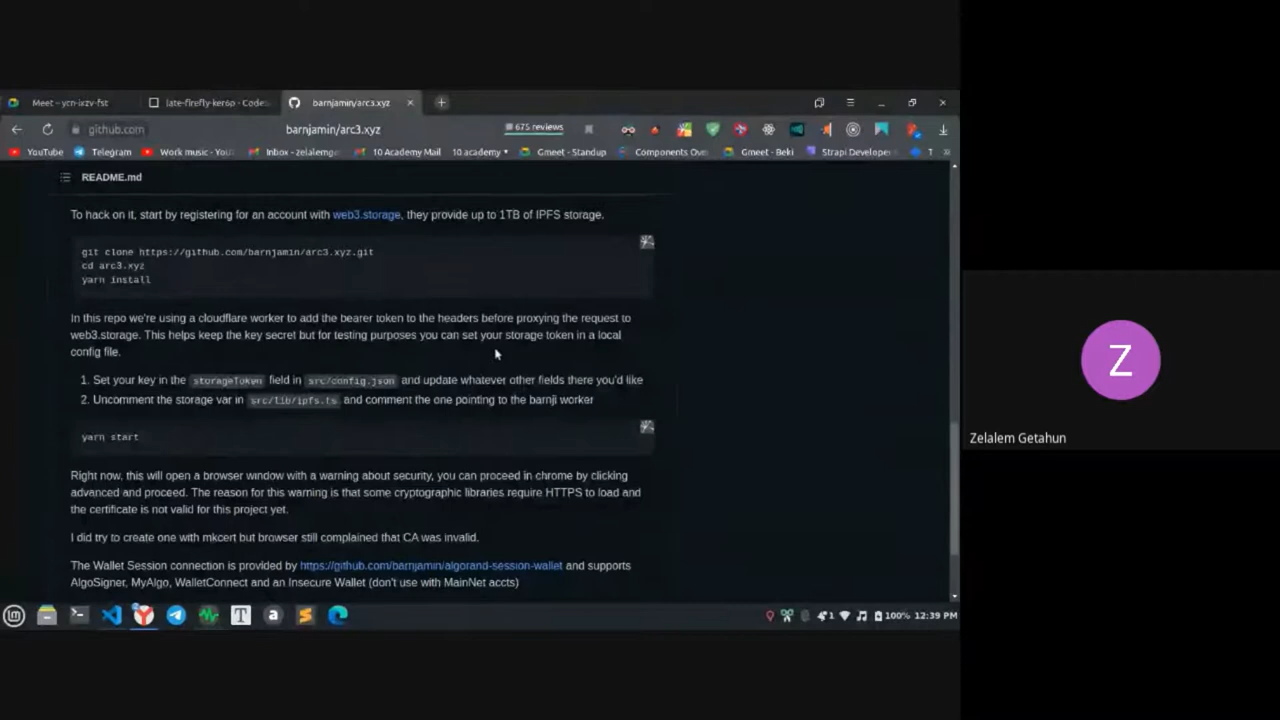 Meet – ycn-ixzv-fst
late-firefly-kersp - Code
barnjamin/arc3.xyz
github.com
barnjamin/arc3.xyz
675 reviews
YouTube
Telegram
Work music - You
Inbox - zelalemg
10 Academy Mail
10 academy
Gmeet - Standup
Components Ov
Gmeet - Beki
Strapi Developer
T
README.md
To hack on it, start by registering for an account with web3.storage, they provide up to 1TB of IPFS storage.
git clone https://github.com/barnjamin/arc3.xyz.git
cd arc3.xyz
yarn install
In this repo we're using a cloudflare worker to add the bearer token to the headers before proxying the request to
web3.storage. This helps keep the key secret but for testing purposes you can set your storage token in a local
config file.
1. Set your key in the storageToken field in src/config.json and update whatever other fields there you'd like
2. Uncomment the storage var in src/lib/ipfs.ts and comment the one pointing to the barnji worker
yarn start
Right now, this will open a browser window with a warning about security, you can proceed in chrome by clicking
advanced and proceed. The reason for this warning is that some cryptographic libraries require HTTPS to load and
the certificate is not valid for this project yet.
I did try to create one with mkcert but browser still complained that CA was invalid.
The Wallet Session connection is provided by https://github.com/barnjamin/algorand-session-wallet and supports
AlgoSigner, MyAlgo, WalletConnect and an Insecure Wallet (don't use with MainNet accts)
1
100% 12:39 PM
Z
Zelalem Getahun